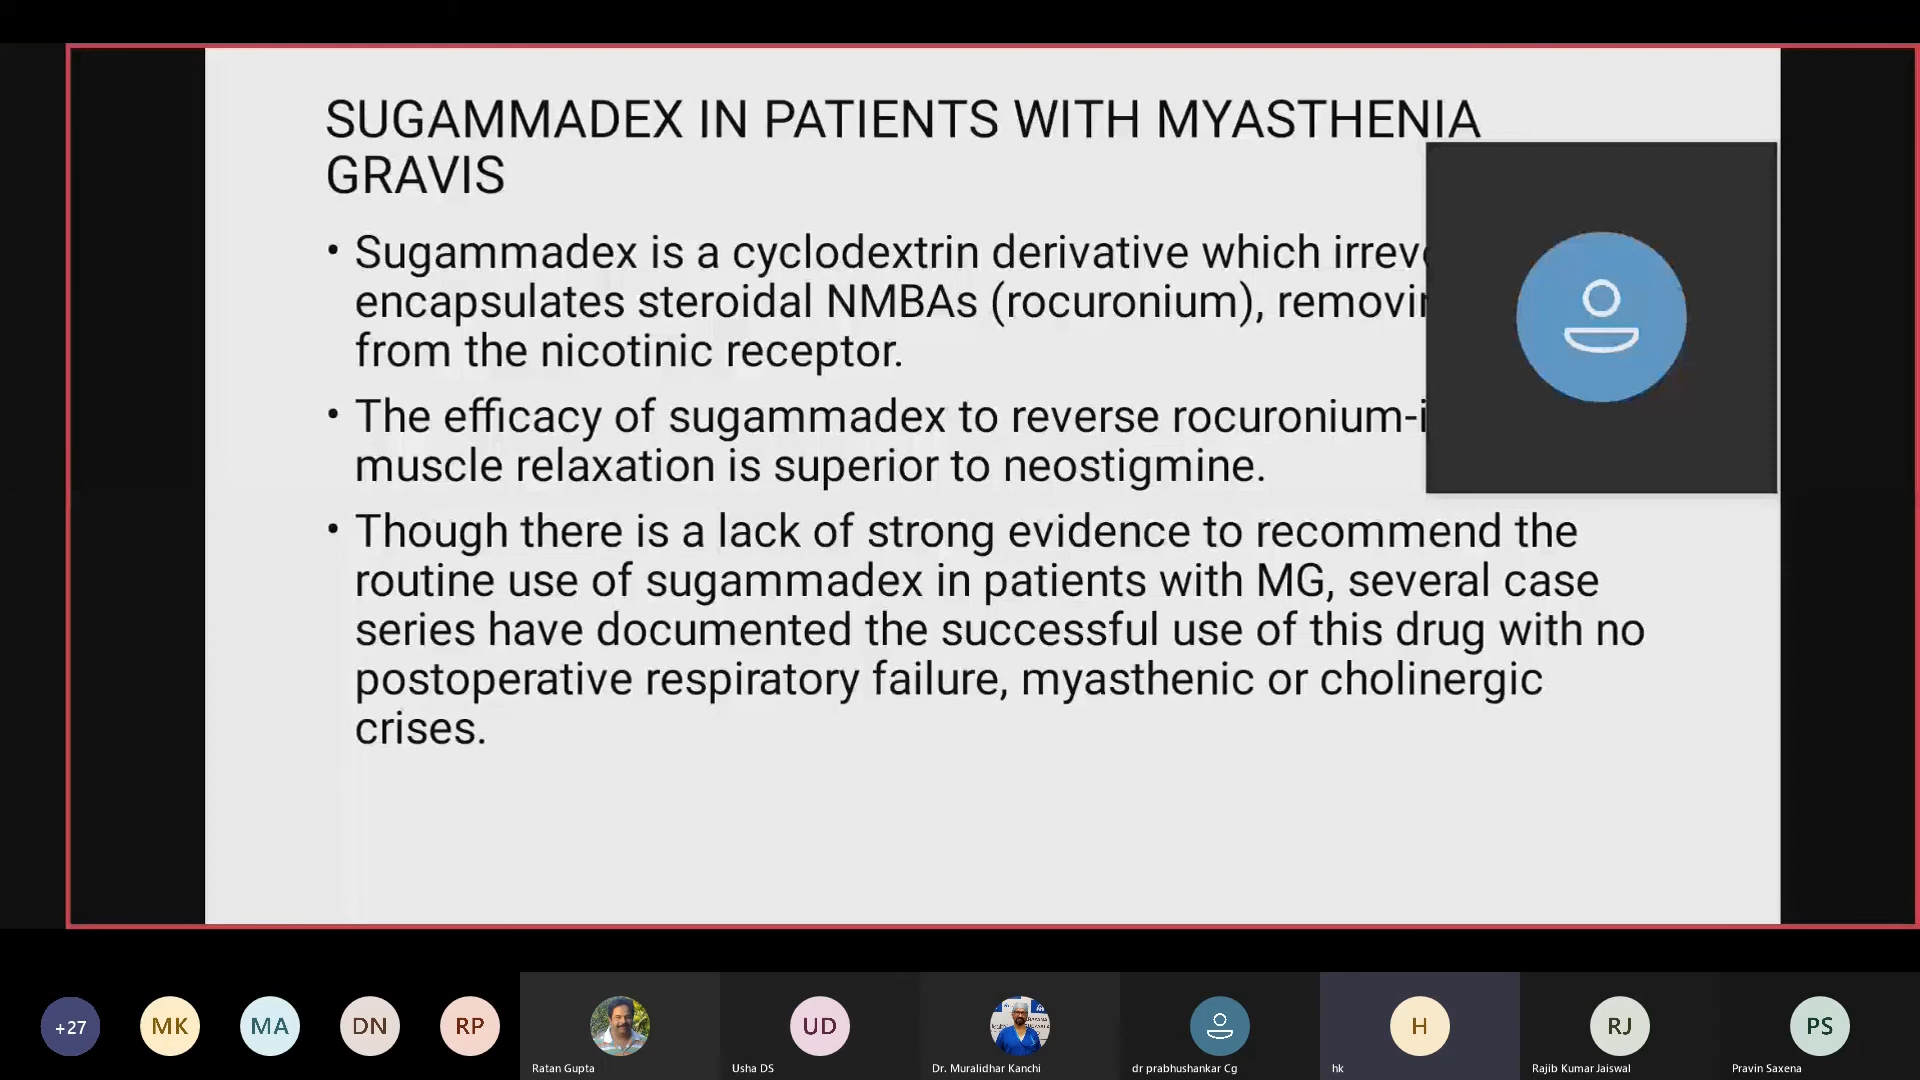 SUGAMMADEX IN PATIENTS WITH MYASTHENIA
GRAVIS
• Sugammadex is a cyclodextrin derivative which
encapsulates steroidal NMBAs (rocuronium),
from the nicotinic receptor.
• The efficacy of sugammadex to reverse
muscle relaxation is superior to neostigmine.
• Though there is a lack of strong evidence to recommend the
routine use of sugammadex in patients with MG, several case
series have documented the successful use of this drug with no
postoperative respiratory failure, myasthenic or cholinergic
crises.
+27
MK
MA
DN
RP
Ratan Gupta
UD
Usha DS
Dr. Muralidhar Kanchi
dr prabhushankar Cg
H
hk
RJ
Rajib Kumar Jaiswal
PS
Pravin Saxena